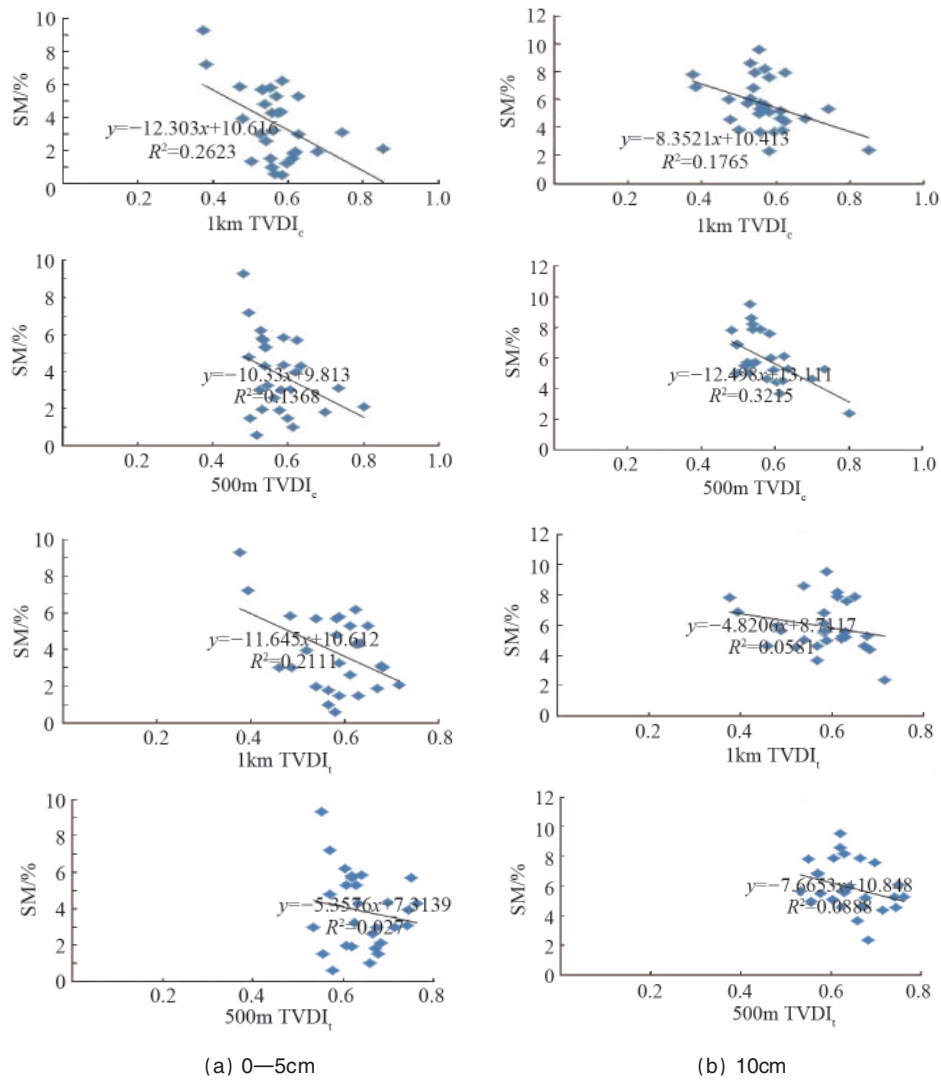 10
8
6
4
2
0
SM/%
y=−12.303x+10.616
R²=0.2623
0.2 0.4 0.6 0.8 1.0
1km TVDI_c
12
10
8
6
4
2
0
SM/%
y=−8.3521x+10.413
R²=0.1765
0.2 0.4 0.6 0.8 1.0
1km TVDI_c
10
8
6
4
2
0
SM/%
y=−10.33x+9.813
R²=0.1368
0.2 0.4 0.6 0.8 1.0
500m TVDI_c
12
10
8
6
4
2
0
SM/%
y=−12.498x+13.111
R²=0.3215
0.2 0.4 0.6 0.8 1.0
500m TVDI_c
10
8
6
4
2
0
SM/%
y=−11.645x+10.612
R²=0.2111
0.2 0.4 0.6 0.8
1km TVDI_t
12
10
8
6
4
2
0
SM/%
y=−4.8206x+8.7117
R²=0.0581
0.2 0.4 0.6 0.8
1km TVDI_t
10
8
6
4
2
0
SM/%
y=−5.3576x+7.3139
R²=0.027
0.2 0.4 0.6 0.8
500m TVDI_t
12
10
8
6
4
2
0
SM/%
y=−7.6653x+10.848
R²=0.0888
0.2 0.4 0.6 0.8
500m TVDI_t
(a) 0—5cm
(b) 10cm